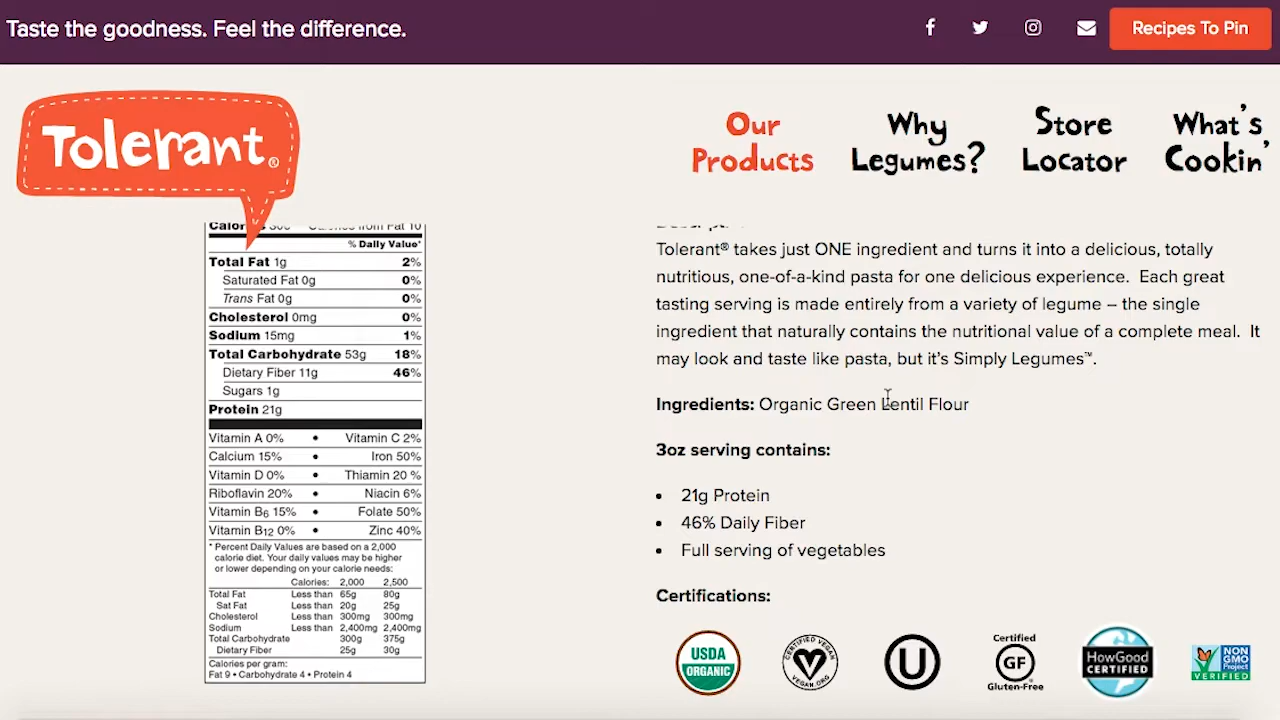 Taste the goodness. Feel the difference.
Recipes To Pin
Tolerant®
Our Products
Why Legumes?
Store Locator
What's Cookin'
Calories 300 Calories from Fat 10
% Daily Value*
Total Fat 1g 2%
Saturated Fat 0g 0%
Trans Fat 0g 0%
Cholesterol 0mg 0%
Sodium 15mg 1%
Total Carbohydrate 53g 18%
Dietary Fiber 11g 46%
Sugars 1g
Protein 21g
Vitamin A 0% • Vitamin C 2%
Calcium 15% • Iron 50%
Vitamin D 0% • Thiamin 20 %
Riboflavin 20% • Niacin 6%
Vitamin B6 15% • Folate 50%
Vitamin B12 0% • Zinc 40%
* Percent Daily Values are based on a 2,000
calorie diet. Your daily values may be higher
or lower depending on your calorie needs:
Calories: 2,000 2,500
Total Fat Less than 65g 80g
Sat Fat Less than 20g 25g
Cholesterol Less than 300mg 300mg
Sodium Less than 2,400mg 2,400mg
Total Carbohydrate 300g 375g
Dietary Fiber 25g 30g
Calories per gram:
Fat 9 • Carbohydrate 4 • Protein 4
Tolerant® takes just ONE ingredient and turns it into a delicious, totally
nutritious, one-of-a-kind pasta for one delicious experience. Each great
tasting serving is made entirely from a variety of legume – the single
ingredient that naturally contains the nutritional value of a complete meal. It
may look and taste like pasta, but it's Simply Legumes™.
Ingredients: Organic Green Lentil Flour
3oz serving contains:
• 21g Protein
• 46% Daily Fiber
• Full serving of vegetables
Certifications:
USDA
ORGANIC
CERTIFIED VEGAN
V
VEGAN.ORG
U
Certified
GF
Gluten-Free
HowGood
CERTIFIED
NON
GMO
Project
VERIFIED